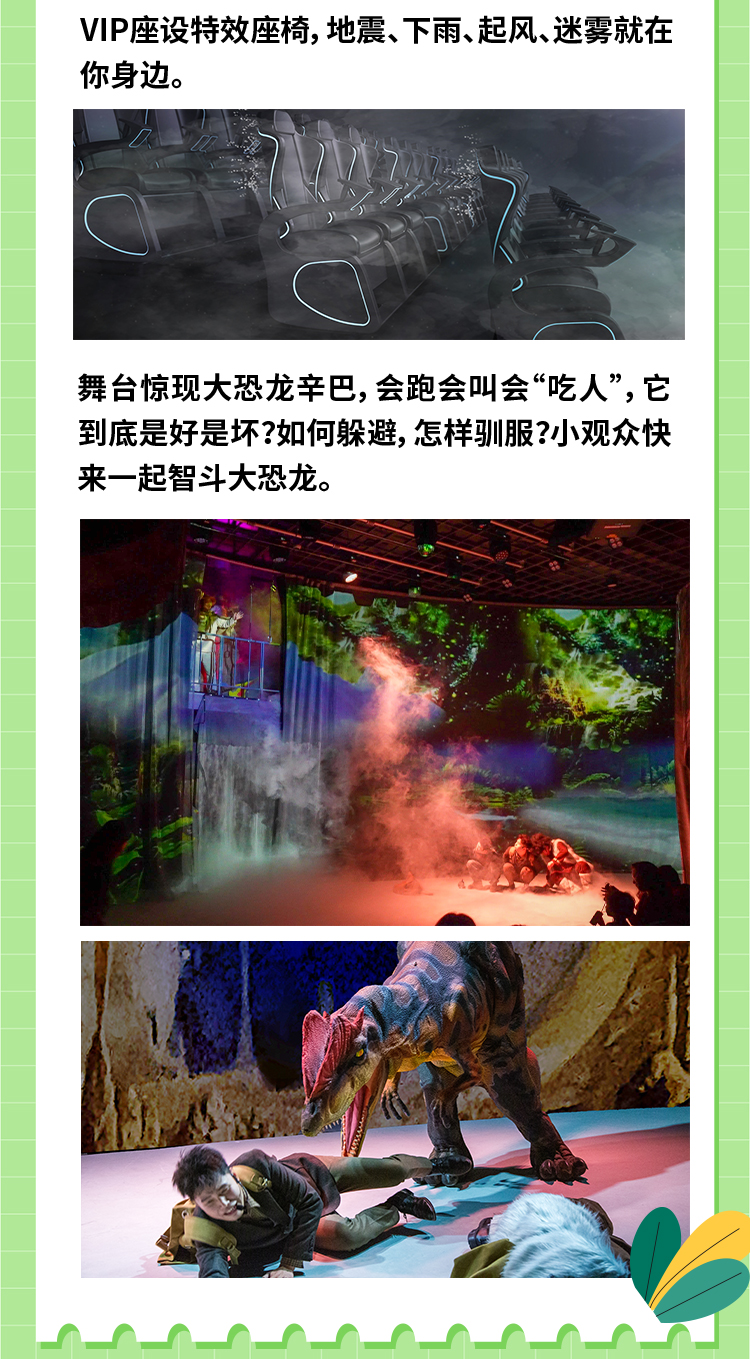 VIP座设特效座椅，地震、下雨、起风、迷雾就在
你身边。
舞台惊现大恐龙辛巴，会跑会叫会“吃人”，它
到底是好是坏？如何躲避，怎样驯服？小观众快
来一起智斗大恐龙。